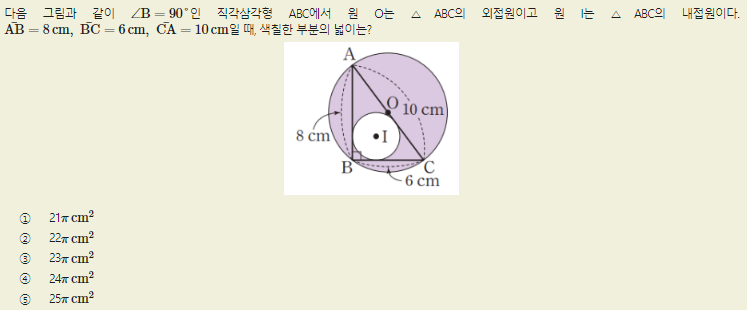 다음 그림과 같이 ∠B = 90°인 직각삼각형 ABC에서 원 O는 △ ABC의 외접원이고 원 I는 △ ABC의 내접원이다.
AB = 8 cm, BC = 6 cm, CA = 10 cm일 때, 색칠한 부분의 넓이는?
A
O 10 cm
8 cm
I
B
C
6 cm
① 21π cm²
② 22π cm²
③ 23π cm²
④ 24π cm²
⑤ 25π cm²